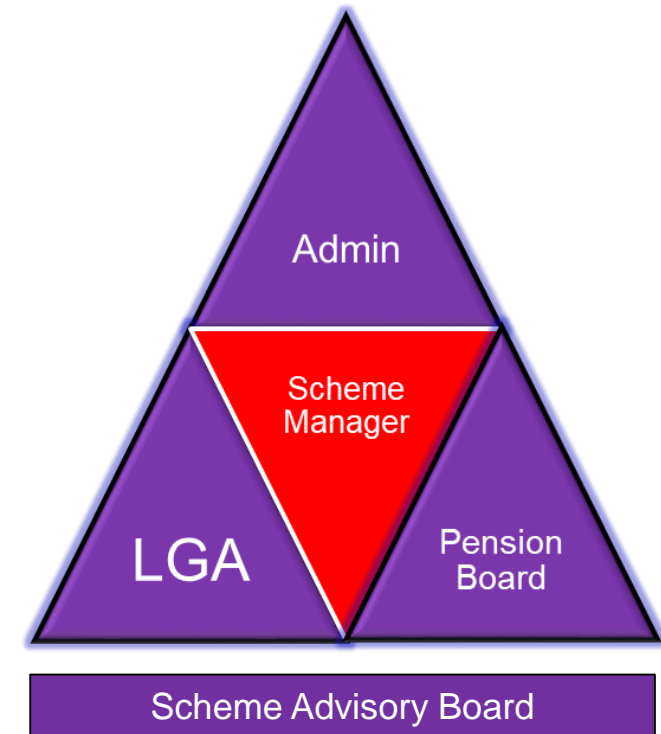 Admin
Scheme
Manager
LGA
Pension
Board
Scheme Advisory Board